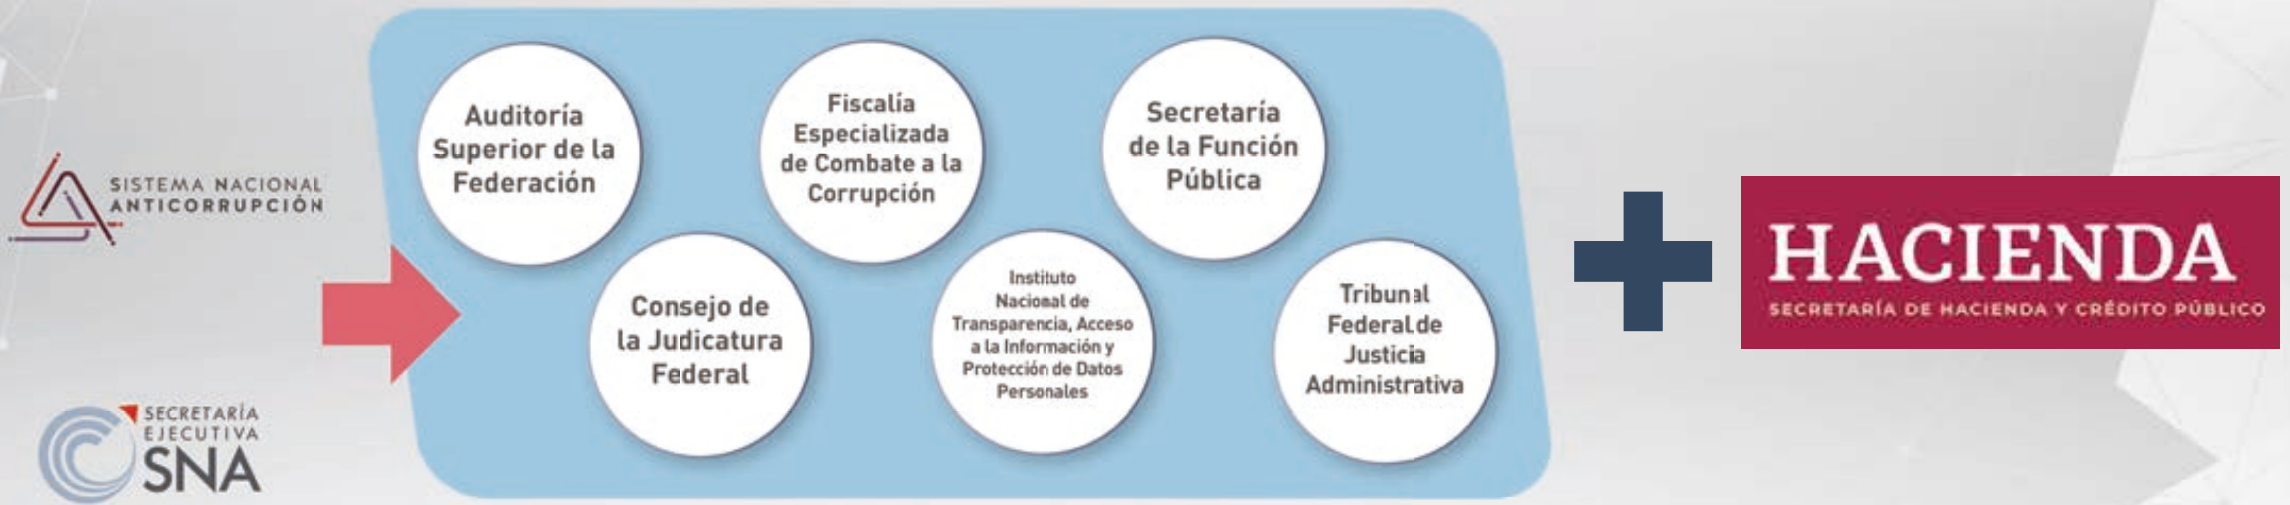 SISTEMA NACIONAL
ANTICORRUPCIÓN
SECRETARÍA
EJECUTIVA
SNA
Auditoría
Superior de la
Federación
Fiscalía
Especializada
de Combate a la
Corrupción
Secretaría
de la Función
Pública
Consejo de
la Judicatura
Federal
Instituto
Nacional de
Transparencia, Acceso
a la Información y
Protección de Datos
Personales
Tribunal
Federal de
Justicia
Administrativa
HACIENDA
SECRETARÍA DE HACIENDA Y CRÉDITO PÚBLICO